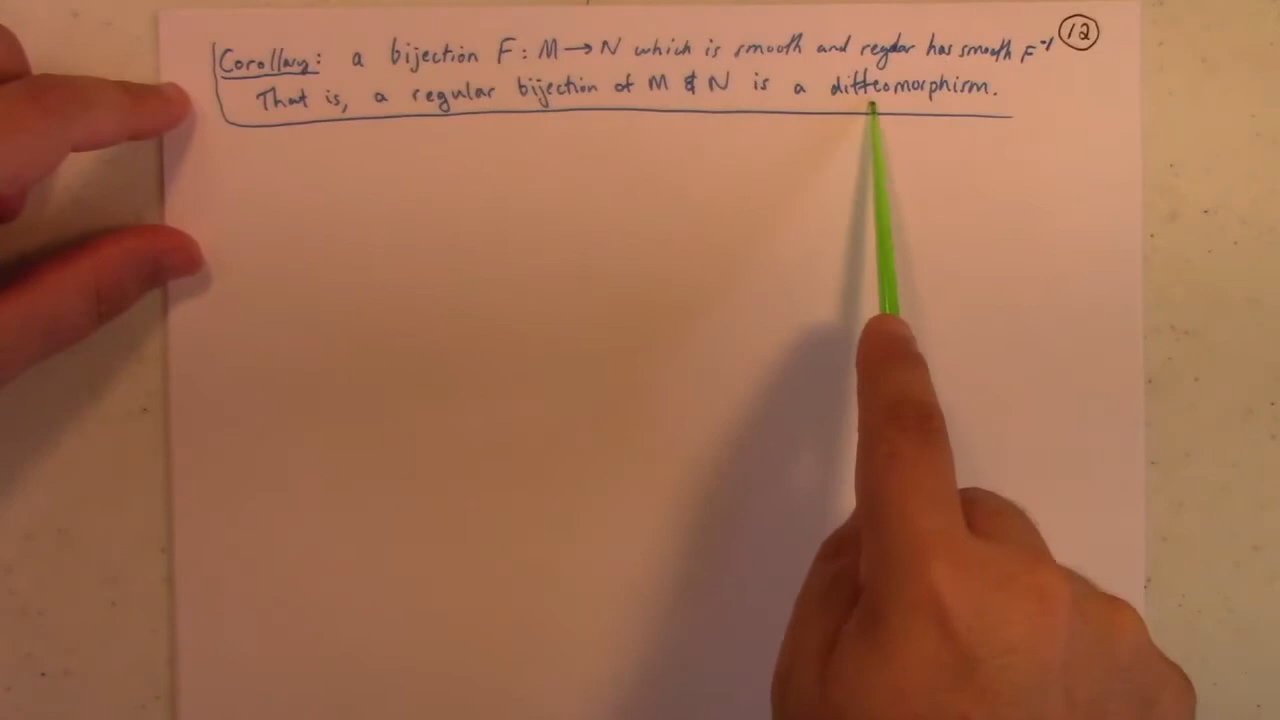 Corollary: a bijection F: M → N which is smooth and regular has smooth F⁻¹
That is, a regular bijection of M & N is a diffeomorphism.
12